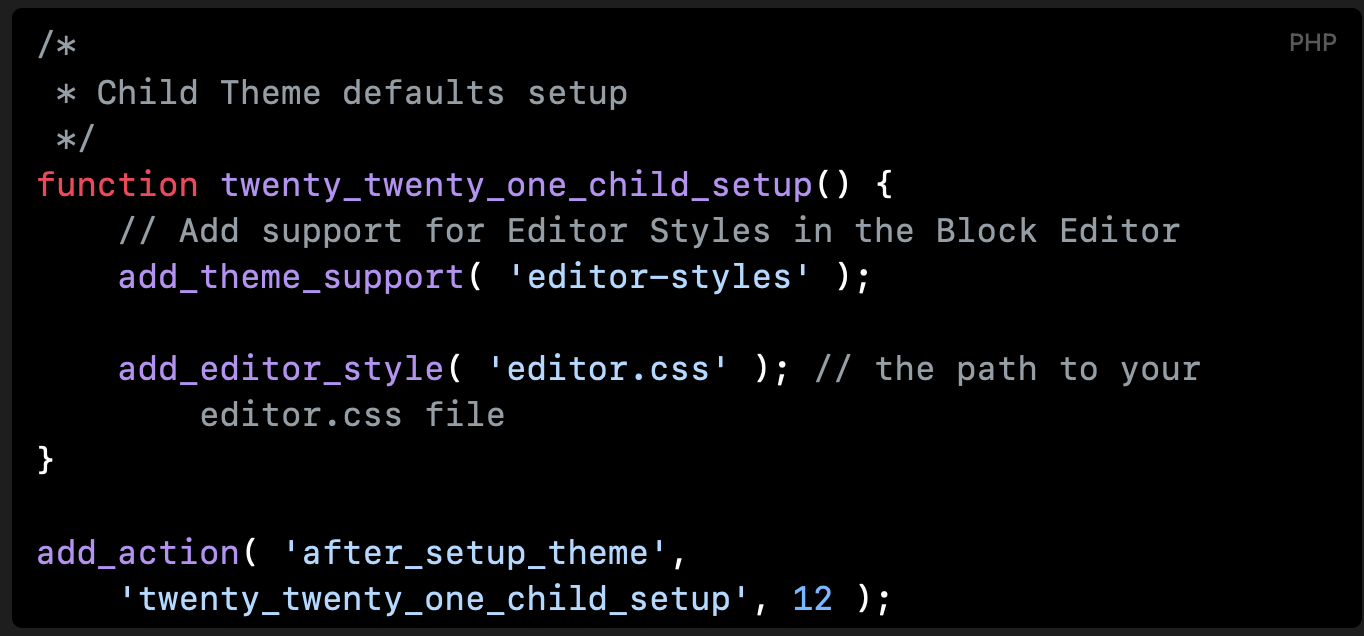 /*
PHP
 * Child Theme defaults setup
 */
function twenty_twenty_one_child_setup() {
    // Add support for Editor Styles in the Block Editor
    add_theme_support( 'editor-styles' );

    add_editor_style( 'editor.css' ); // the path to your
        editor.css file
}

add_action( 'after_setup_theme',
    'twenty_twenty_one_child_setup', 12 );